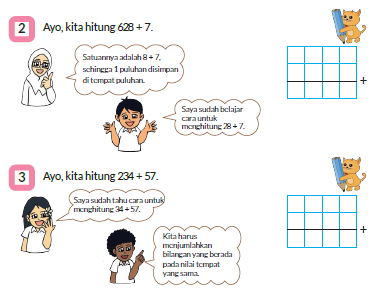 2 Ayo, kita hitung 628 + 7.
Satuannya adalah 8 + 7,
sehingga 1 puluhan disimpan
di tempat puluhan.
Saya sudah belajar
cara untuk
menghitung 28 + 7.
+
3 Ayo, kita hitung 234 + 57.
Saya sudah tahu cara untuk
menghitung 34 + 57.
Kita harus
menjumlahkan
bilangan yang berada
pada nilai tempat
yang sama.
+